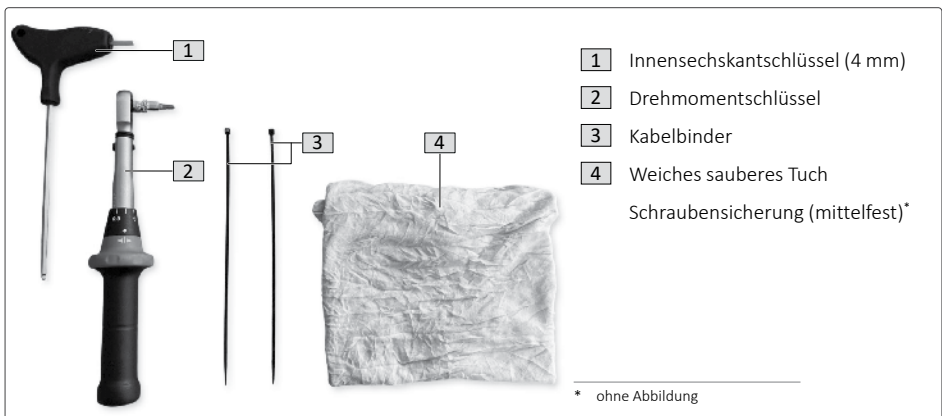 1 Innensechskantschlüssel (4 mm)
2 Drehmomentschlüssel
3 Kabelbinder
4 Weiches sauberes Tuch
Schraubensicherung (mittelfest)*
1
2
3
4
* ohne Abbildung